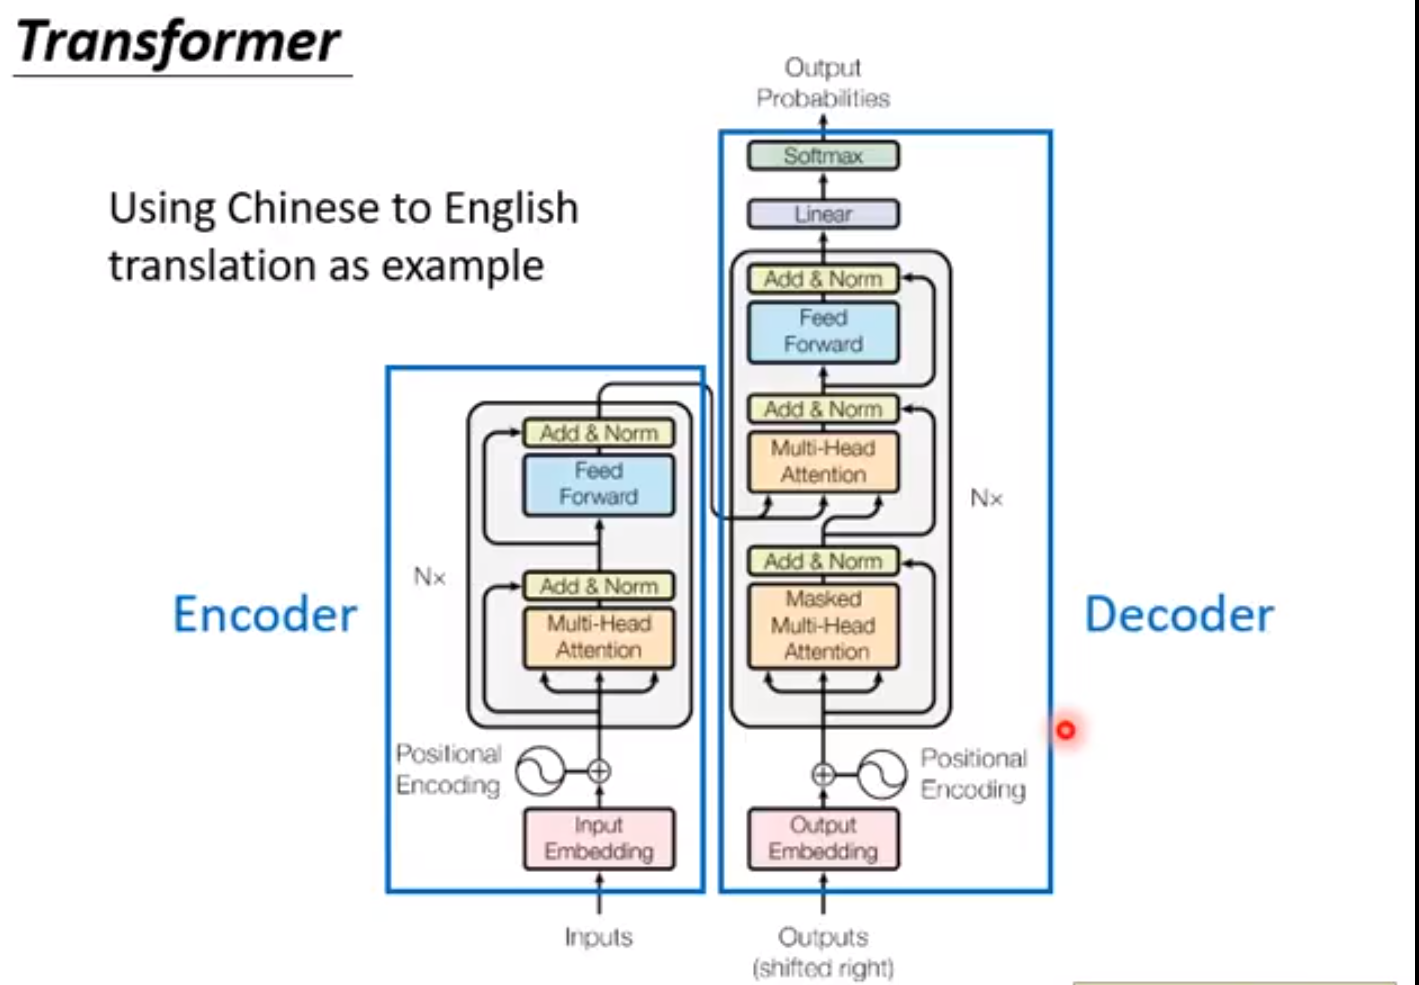 Transformer
Using Chinese to English
translation as example
Encoder
Nx
Add & Norm
Feed
Forward
Add & Norm
Multi-Head
Attention
Positional
Encoding
Input
Embedding
Inputs
Output
Probabilities
Softmax
Linear
Add & Norm
Feed
Forward
Add & Norm
Multi-Head
Attention
Nx
Add & Norm
Masked
Multi-Head
Attention
Positional
Encoding
Output
Embedding
Outputs
(shifted right)
Decoder